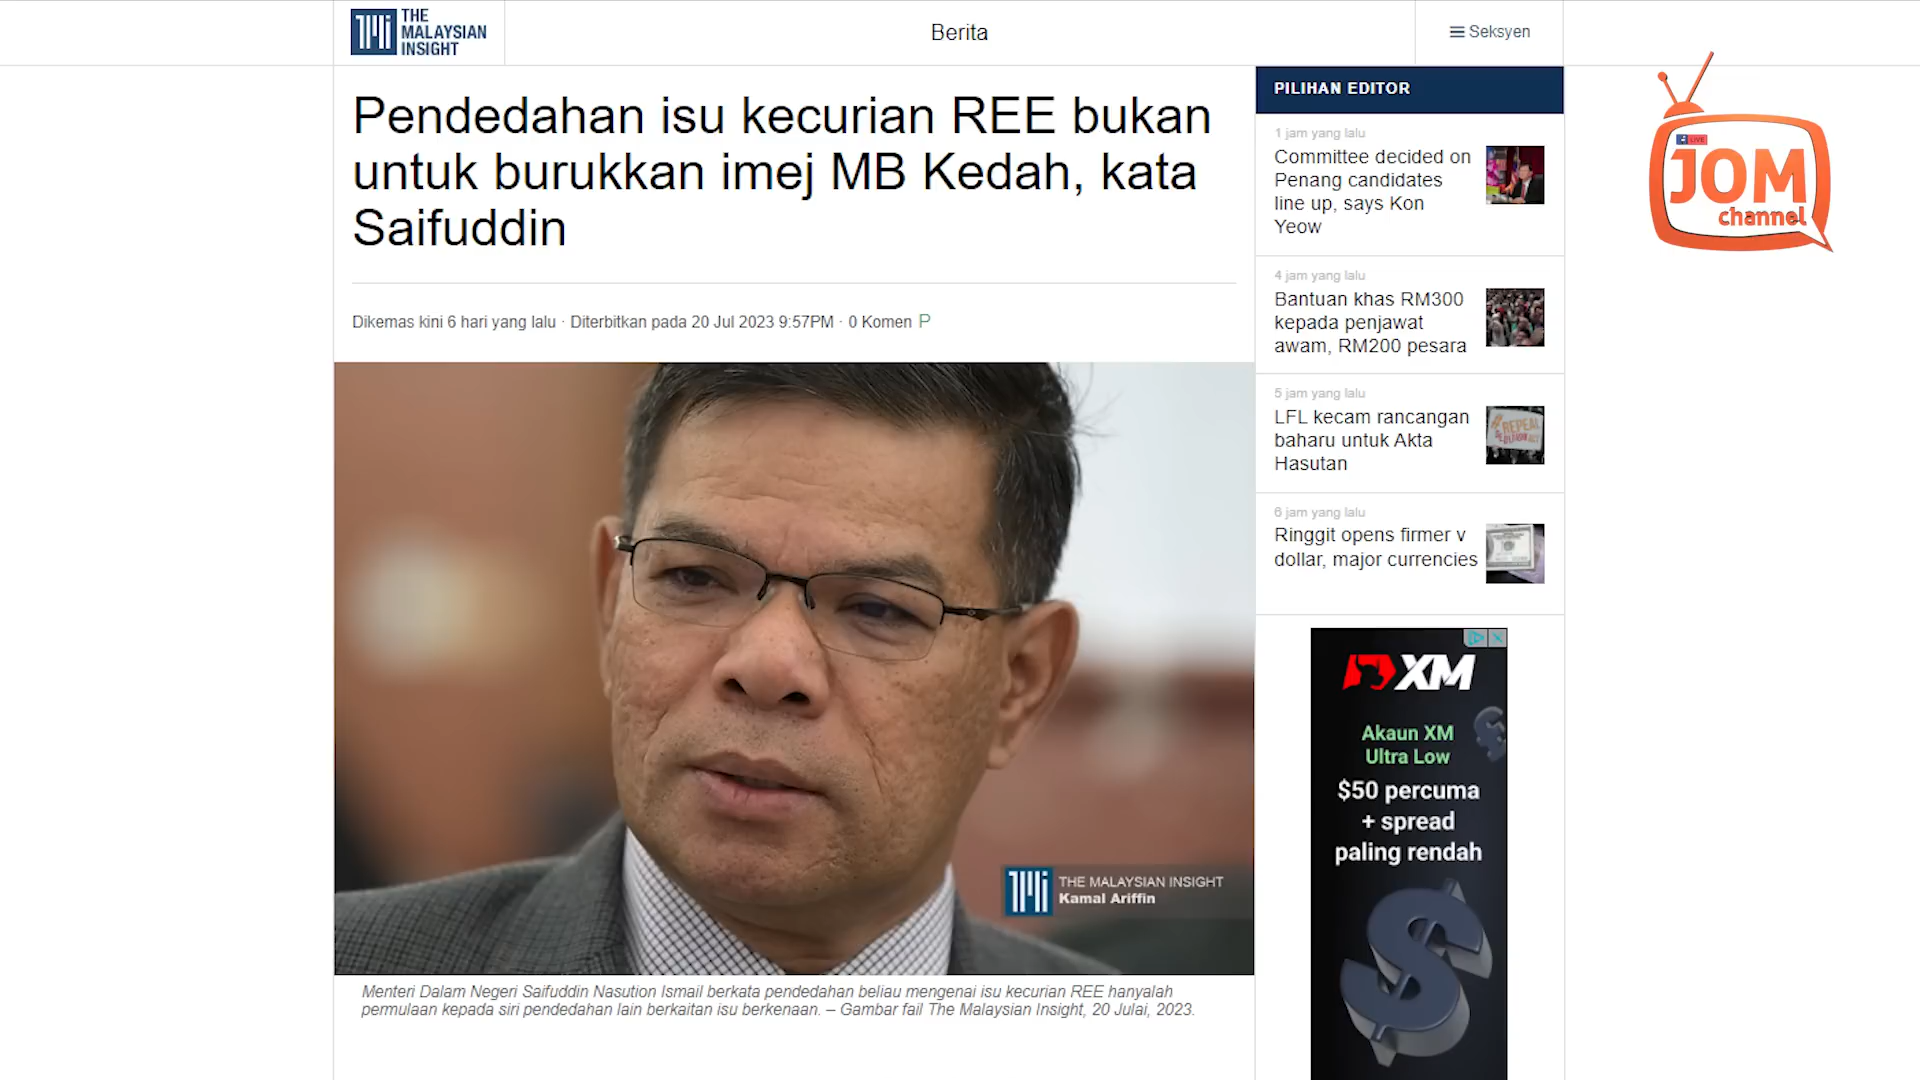 THE
MALAYSIAN
INSIGHT
Berita
Seksyen
Pendedahan isu kecurian REE bukan
untuk burukkan imej MB Kedah, kata
Saifuddin
Dikemas kini 6 hari yang lalu · Diterbitkan pada 20 Jul 2023 9:57PM · 0 Komen P
THE MALAYSIAN INSIGHT
Kamal Ariffin
Menteri Dalam Negeri Saifuddin Nasution Ismail berkata pendedahan beliau mengenai isu kecurian REE hanyalah
permulaan kepada siri pendedahan lain berkaitan isu berkenaan. – Gambar fail The Malaysian Insight, 20 Julai, 2023.
PILIHAN EDITOR
1 jam yang lalu
Committee decided on
Penang candidates
line up, says Kon
Yeow
4 jam yang lalu
Bantuan khas RM300
kepada penjawat
awam, RM200 pesara
5 jam yang lalu
LFL kecam rancangan
baharu untuk Akta
Hasutan
#REPEAL
6 jam yang lalu
Ringgit opens firmer v
dollar, major currencies
XM
Akaun XM
Ultra Low
$50 percuma
+ spread
paling rendah
LIVE
JOM
channel